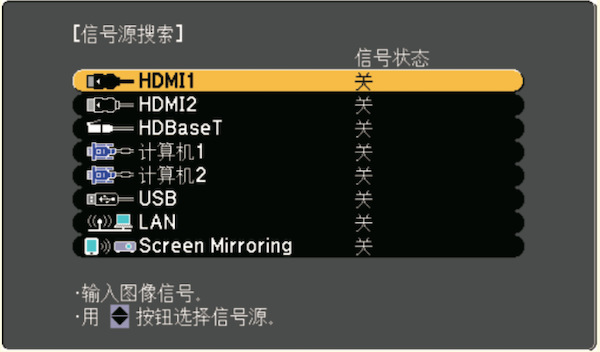 【信号源搜索】
信号状态
HDMI1 关
HDMI2 关
HDBaseT 关
计算机1 关
计算机2 关
USB 关
LAN 关
Screen Mirroring 关
·输入图像信号。
·用 按钮选择信号源。